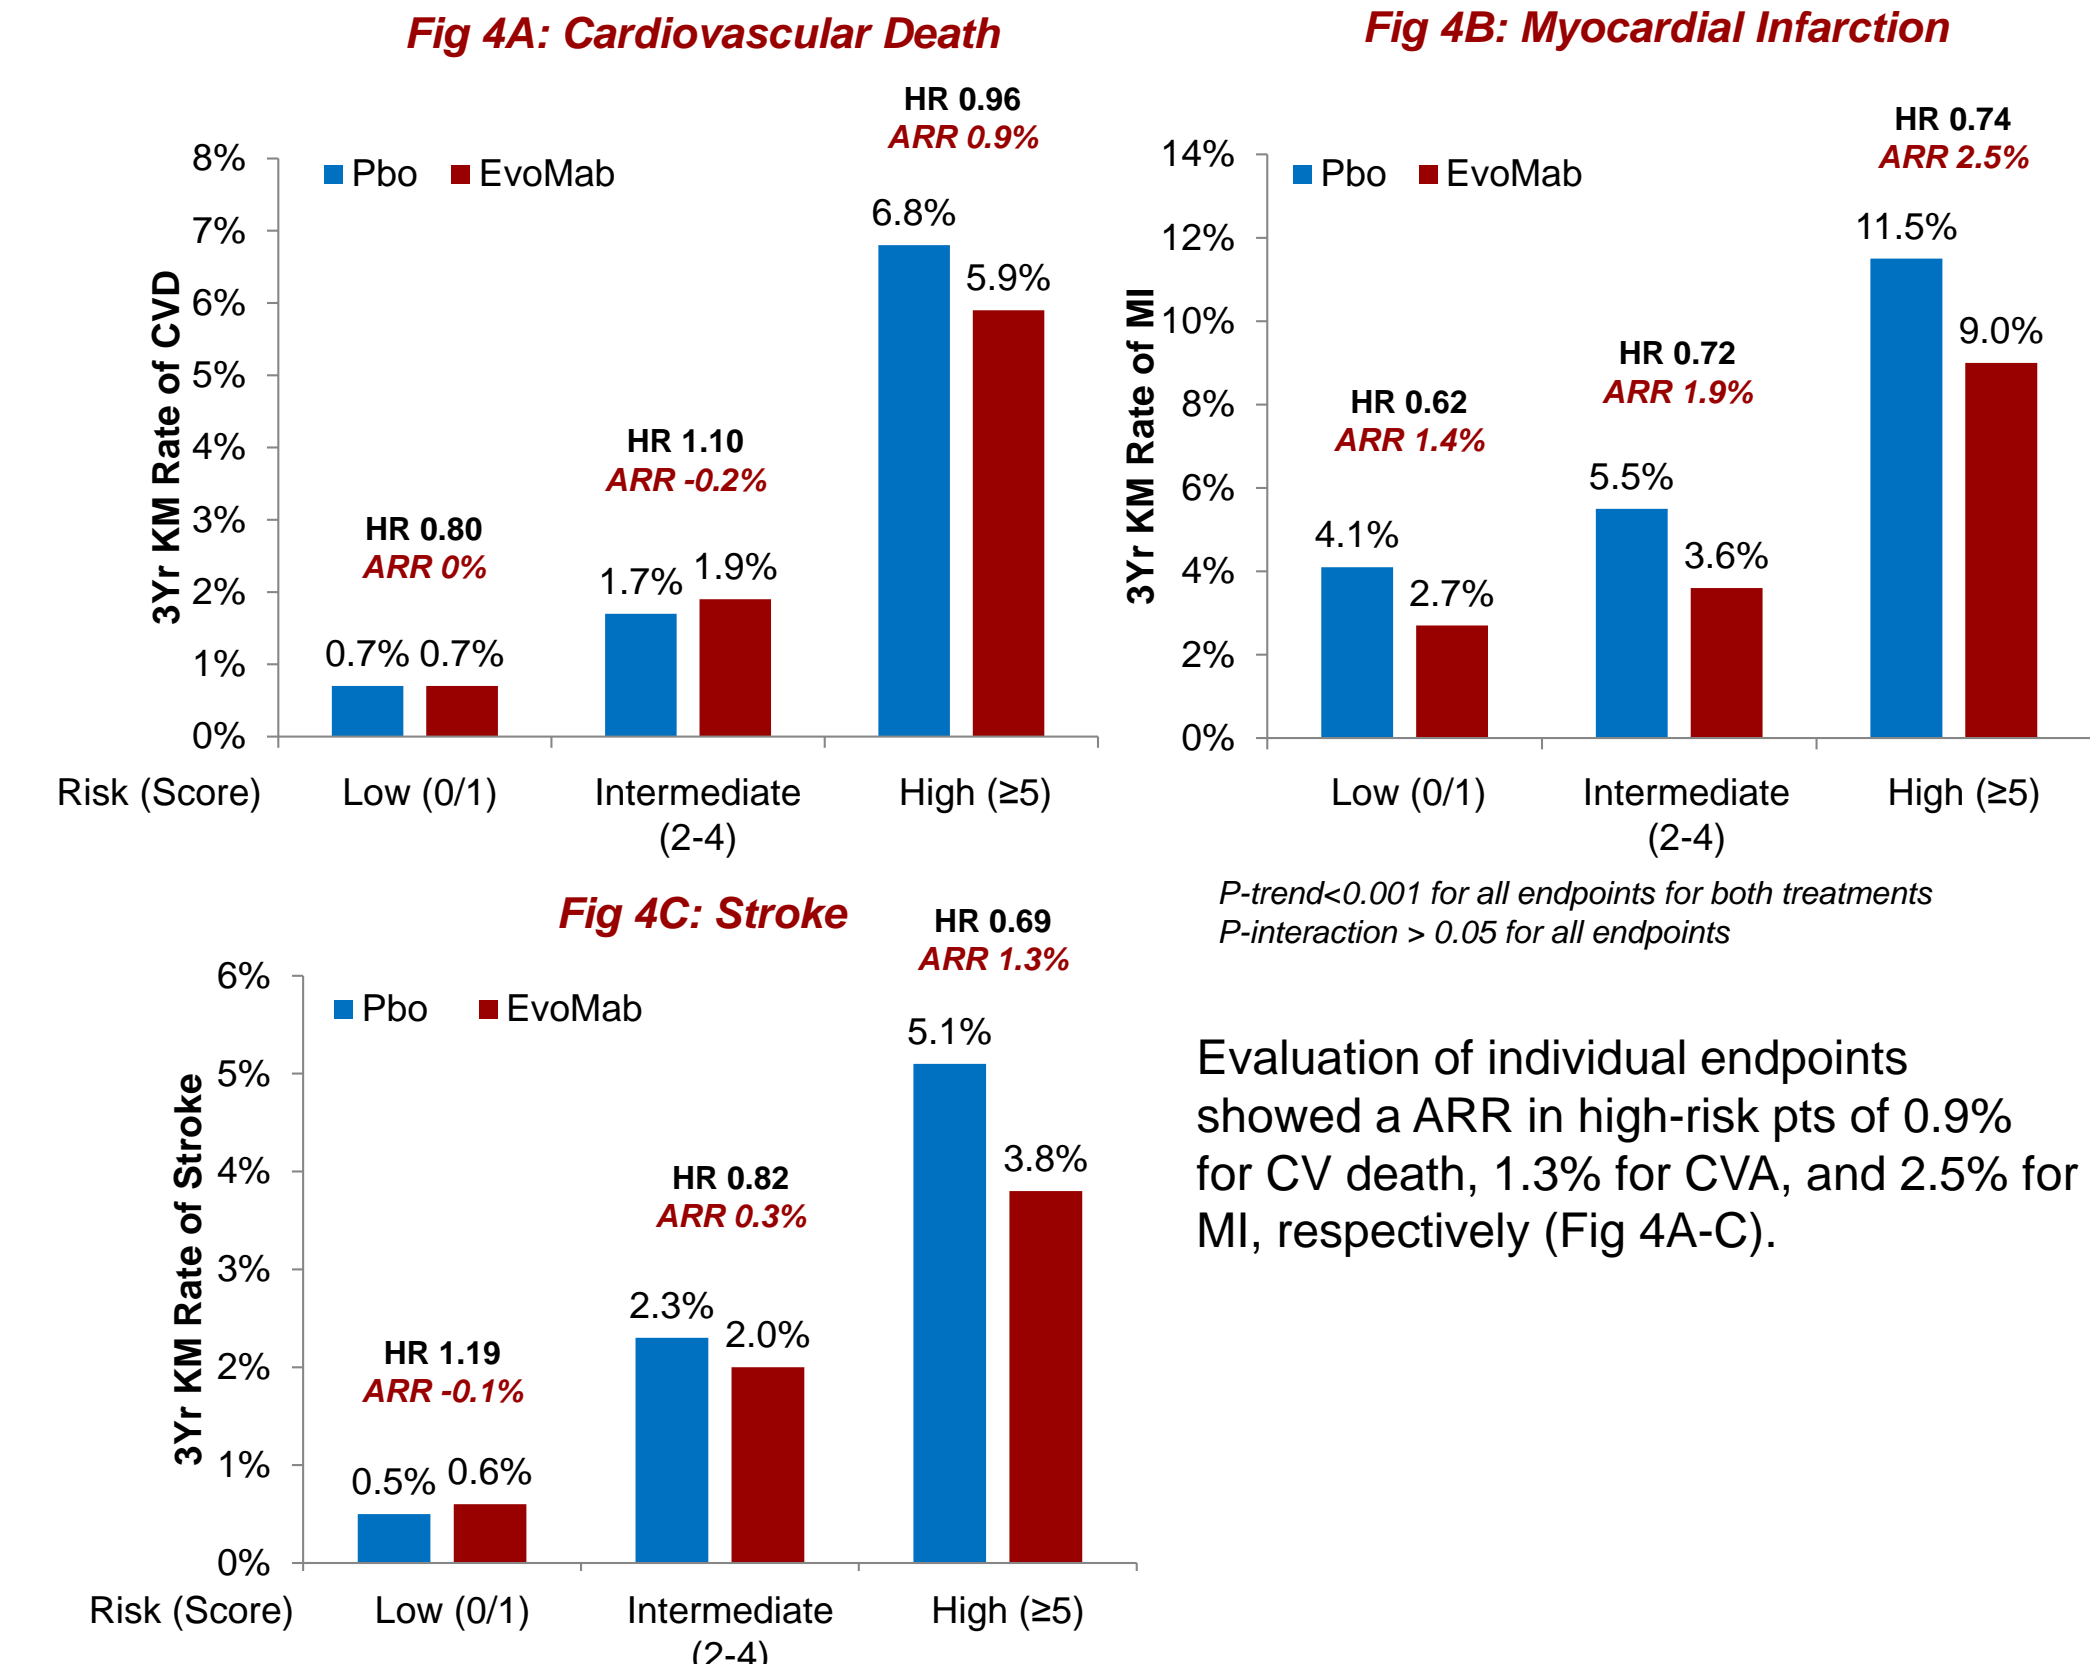 Fig 4A: Cardiovascular Death
HR 0.96
ARR 0.9%
8%
Pbo EvoMab
6.8%
7%
5.9%
6%
5%
HR 1.10
4%
ARR -0.2%
HR 0.80
3%
ARR 0%
1.7% 1.9%
2%
0.7% 0.7%
1%
0%
3Yr KM Rate of CVD
Risk (Score) Low (0/1) Intermediate High (≥5)
(2-4)
Fig 4B: Myocardial Infarction
HR 0.74
ARR 2.5%
14%
Pbo EvoMab
11.5%
12%
10%
9.0%
HR 0.72
ARR 1.9%
HR 0.62
8%
ARR 1.4%
5.5%
6%
4.1%
3.6%
4%
2.7%
2%
0%
3Yr KM Rate of MI
Low (0/1) Intermediate High (≥5)
(2-4)
P-trend<0.001 for all endpoints for both treatments
P-interaction > 0.05 for all endpoints
Fig 4C: Stroke
HR 0.69
ARR 1.3%
6%
Pbo EvoMab
5.1%
5%
4%
3.8%
HR 0.82
ARR 0.3%
3%
2.3%
2.0%
HR 1.19
2%
ARR -0.1%
0.5% 0.6%
1%
0%
3Yr KM Rate of Stroke
Risk (Score) Low (0/1) Intermediate High (≥5)
(2-4)
Evaluation of individual endpoints
showed a ARR in high-risk pts of 0.9%
for CV death, 1.3% for CVA, and 2.5% for
MI, respectively (Fig 4A-C).